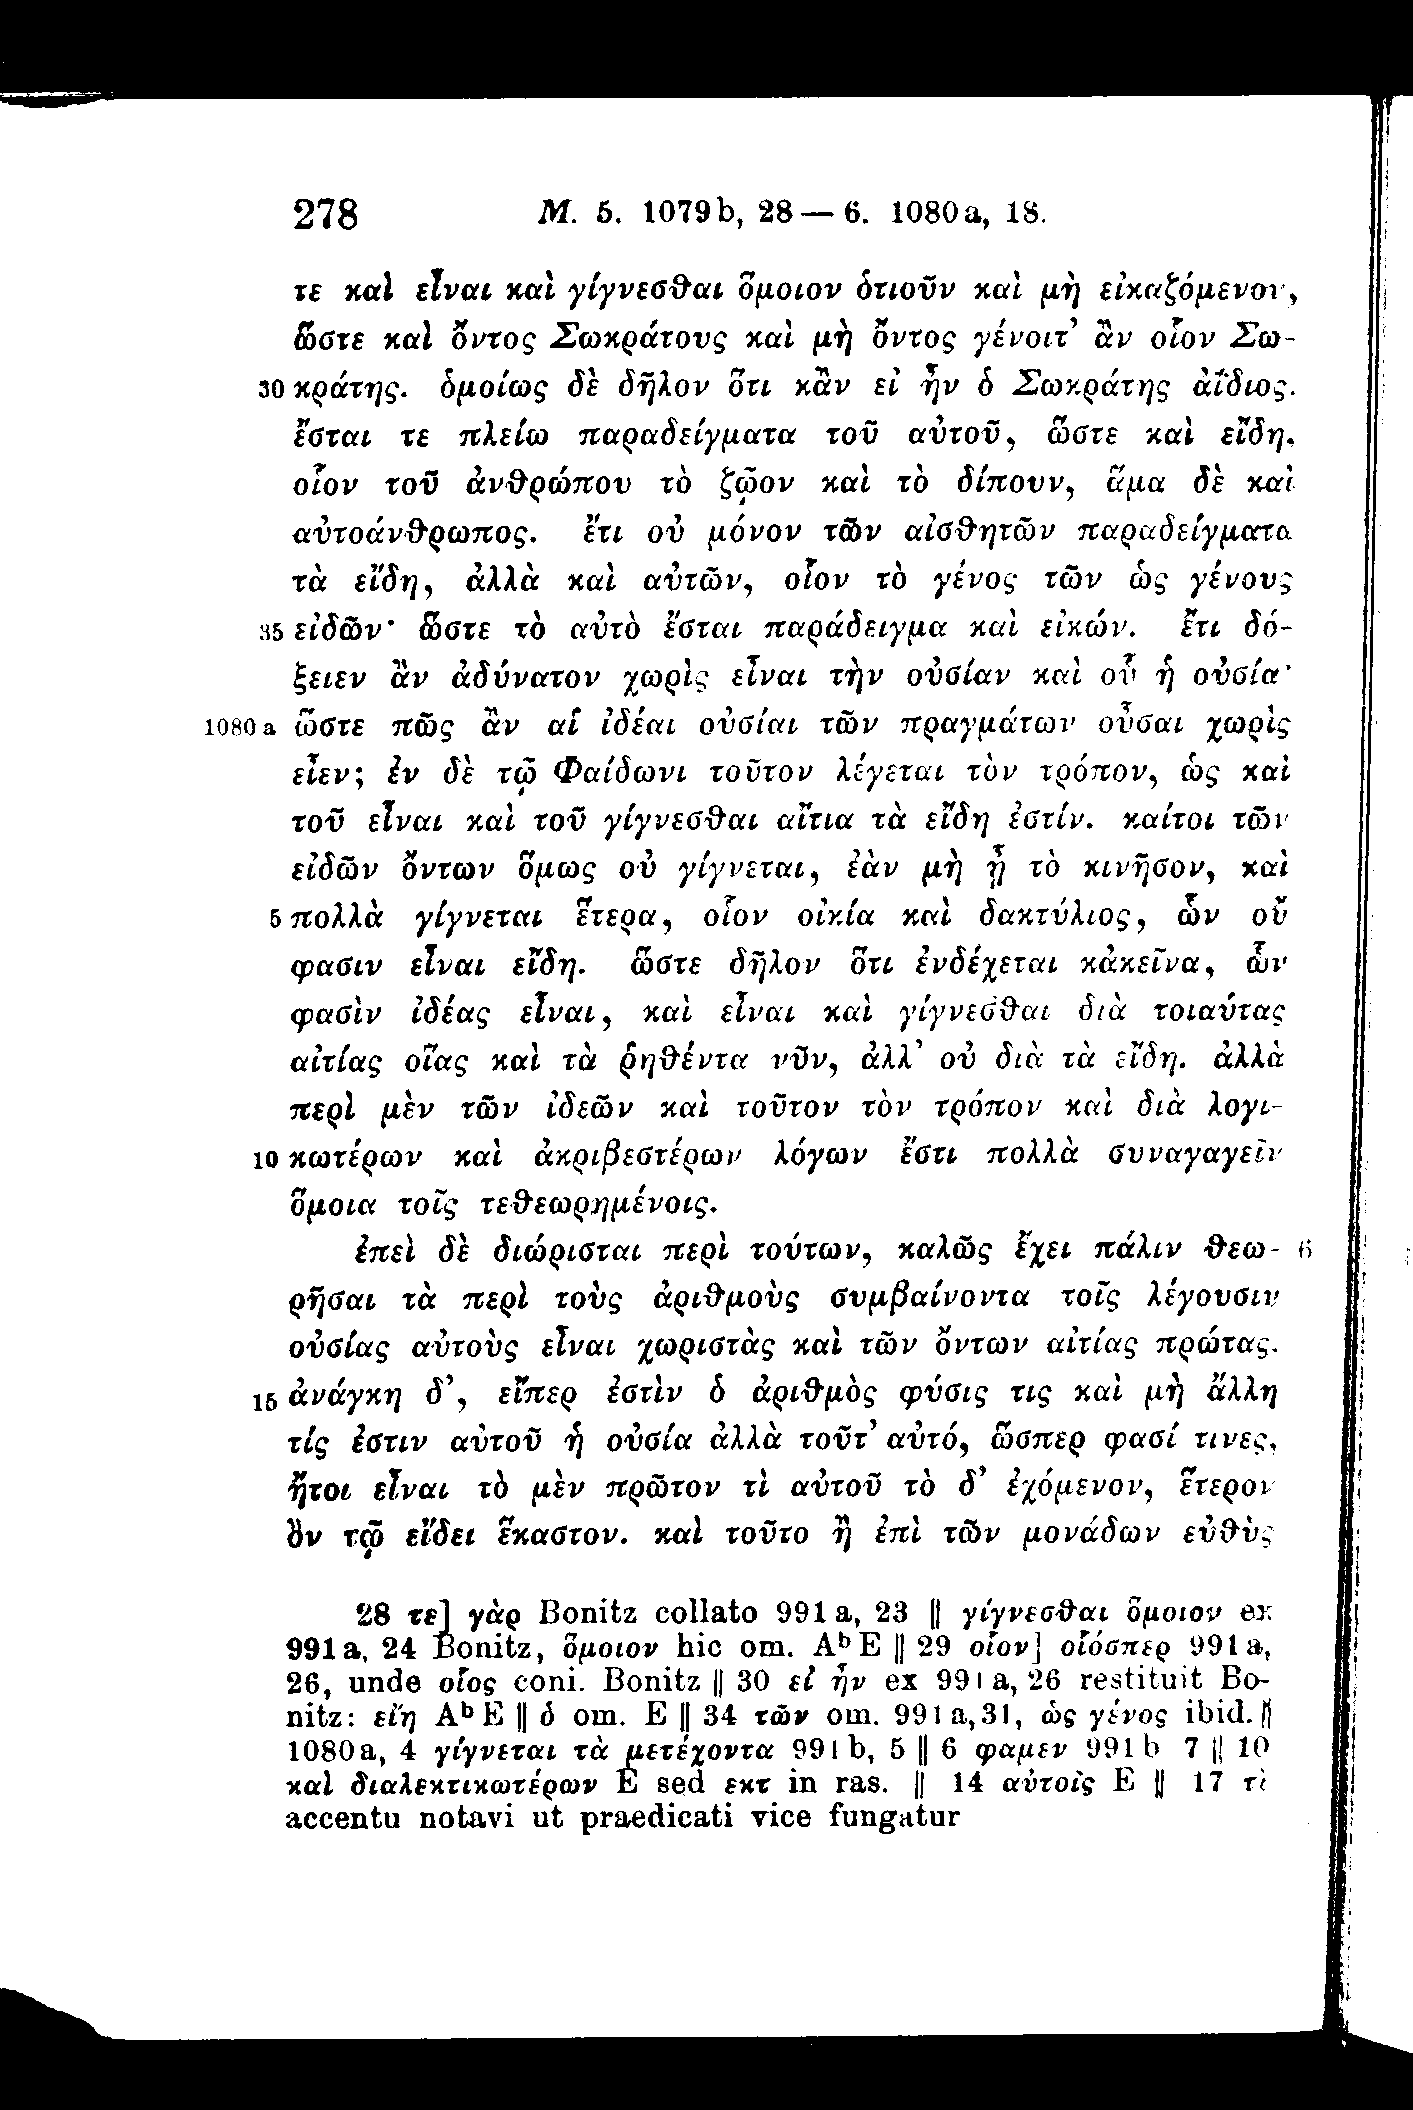 278 M. 5. 1079b, 28 — 6. 1080a, 18.
τε καὶ εἶναι καὶ γίγνεσθαι ὅμοιον ὁτιοῦν καὶ μὴ εἰκαζόμενον,
ὥστε καὶ ὄντος Σωκράτους καὶ μὴ ὄντος γένοιτ’ ἂν οἷον Σω-
30 κράτης. ὁμοίως δὲ δῆλον ὅτι κἂν εἰ ἦν ὁ Σωκράτης ἀΐδιος.
ἔσται τε πλείω παραδείγματα τοῦ αὐτοῦ, ὥστε καὶ εἴδη,
οἷον τοῦ ἀνθρώπου τὸ ζῷον καὶ τὸ δίπουν, ἅμα δὲ καὶ
αὐτοάνθρωπος. ἔτι οὐ μόνον τῶν αἰσθητῶν παραδείγματα
τὰ εἴδη, ἀλλὰ καὶ αὐτῶν, οἷον τὸ γένος τῶν ὡς γένους
35 εἰδῶν· ὥστε τὸ αὐτὸ ἔσται παράδειγμα καὶ εἰκών. ἔτι δό-
ξειεν ἂν ἀδύνατον χωρὶς εἶναι τὴν οὐσίαν καὶ οὗ ἡ οὐσία·
1080 a ὥστε πῶς ἂν αἱ ἰδέαι οὐσίαι τῶν πραγμάτων οὖσαι χωρὶς
εἶεν; ἐν δὲ τῷ Φαίδωνι τοῦτον λέγεται τὸν τρόπον, ὡς καὶ
τοῦ εἶναι καὶ τοῦ γίγνεσθαι αἴτια τὰ εἴδη ἐστίν. καίτοι τῶν
εἰδῶν ὄντων ὅμως οὐ γίγνεται, ἐὰν μὴ ᾖ τὸ κινῆσον, καὶ
5 πολλὰ γίγνεται ἕτερα, οἷον οἰκία καὶ δακτύλιος, ὧν οὔ
φασιν εἶναι εἴδη. ὥστε δῆλον ὅτι ἐνδέχεται κἀκεῖνα, ὧν
φασὶν ἰδέας εἶναι, καὶ εἶναι καὶ γίγνεσθαι διὰ τοιαύτας
αἰτίας οἵας καὶ τὰ ῥηθέντα νῦν, ἀλλ’ οὐ διὰ τὰ εἴδη. ἀλλὰ
περὶ μὲν τῶν ἰδεῶν καὶ τοῦτον τὸν τρόπον καὶ διὰ λογι-
10 κωτέρων καὶ ἀκριβεστέρων λόγων ἔστι πολλὰ συναγαγεῖν
ὅμοια τοῖς τεθεωρημένοις.
ἐπεὶ δὲ διώρισται περὶ τούτων, καλῶς ἔχει πάλιν θεω- 6
ρῆσαι τὰ περὶ τοὺς ἀριθμοὺς συμβαίνοντα τοῖς λέγουσιν
οὐσίας αὐτοὺς εἶναι χωριστὰς καὶ τῶν ὄντων αἰτίας πρώτας.
15 ἀνάγκη δ’, εἴπερ ἐστὶν ὁ ἀριθμὸς φύσις τις καὶ μὴ ἄλλη
τίς ἐστιν αὐτοῦ ἡ οὐσία ἀλλὰ τοῦτ’ αὐτό, ὥσπερ φασί τινες,
ἤτοι εἶναι τὸ μὲν πρῶτον τὶ αὐτοῦ τὸ δ’ ἐχόμενον, ἕτερον
ὂν τῷ εἴδει ἕκαστον. καὶ τοῦτο ἢ ἐπὶ τῶν μονάδων εὐθὺς
28 τε] γὰρ Bonitz collato 991 a, 23 || γίγνεσθαι ὅμοιον ex
991 a, 24 Bonitz, ὅμοιον hic om. Aᵇ E || 29 οἷον] οἷόσπερ 991 a,
26, unde οἷος coni. Bonitz || 30 εἰ ἦν ex 991 a, 26 restituit Bo-
nitz: εἴη Aᵇ E || ὁ om. E || 34 τῶν om. 991 a, 31, ὡς γένος ibid. ||
1080 a, 4 γίγνεται τὰ μετέχοντα 991 b, 5 || 6 φαμεν 991 b 7 || 10
καὶ διαλεκτικωτέρων E sed εκτ in ras. || 14 αὐτοῖς E || 17 τὶ
accentu notavi ut praedicati vice fungatur